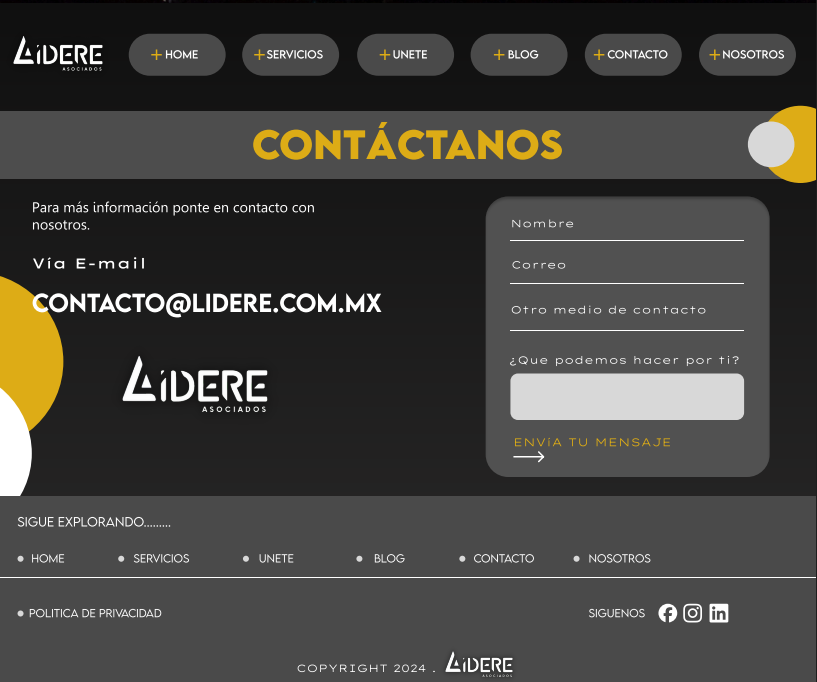 LIDERE
ASOCIADOS
+ HOME
+ SERVICIOS
+ UNETE
+ BLOG
+ CONTACTO
+ NOSOTROS
CONTÁCTANOS
Para más información ponte en contacto con
nosotros.
Vía E-mail
CONTACTO@LIDERE.COM.MX
LIDERE
ASOCIADOS
Nombre
Correo
Otro medio de contacto
¿Que podemos hacer por ti?
ENVíA TU MENSAJE
SIGUE EXPLORANDO.........
HOME
SERVICIOS
UNETE
BLOG
CONTACTO
NOSOTROS
POLITICA DE PRIVACIDAD
SIGUENOS
COPYRIGHT 2024 .
LIDERE
ASOCIADOS